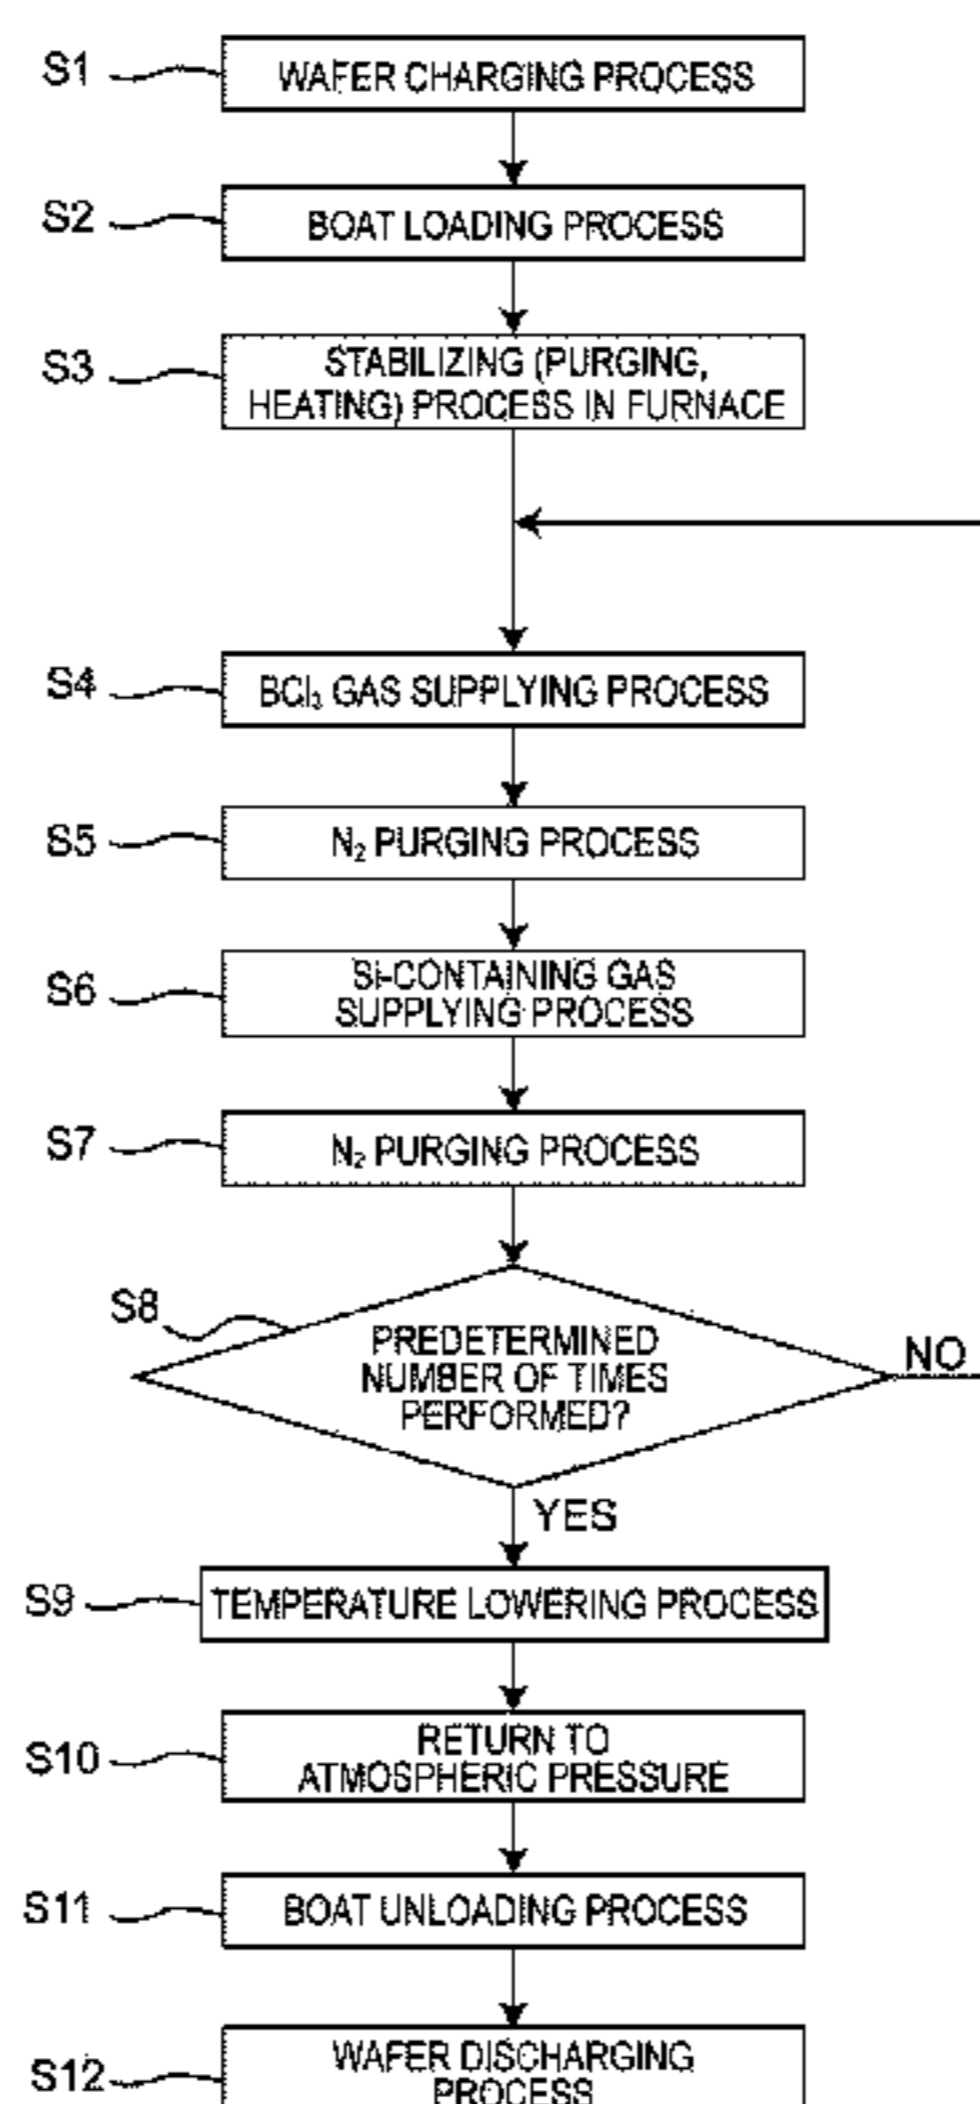 S1
WAFER CHARGING PROCESS
S2
BOAT LOADING PROCESS
S3
STABILIZING (PURGING,
HEATING) PROCESS IN FURNACE
S4
BCl₃ GAS SUPPLYING PROCESS
S5
N₂ PURGING PROCESS
S6
Si-CONTAINING GAS
SUPPLYING PROCESS
S7
N₂ PURGING PROCESS
S8
PREDETERMINED
NUMBER OF TIMES
PERFORMED?
NO
YES
S9
TEMPERATURE LOWERING PROCESS
S10
RETURN TO
ATMOSPHERIC PRESSURE
S11
BOAT UNLOADING PROCESS
S12
WAFER DISCHARGING
PROCESS